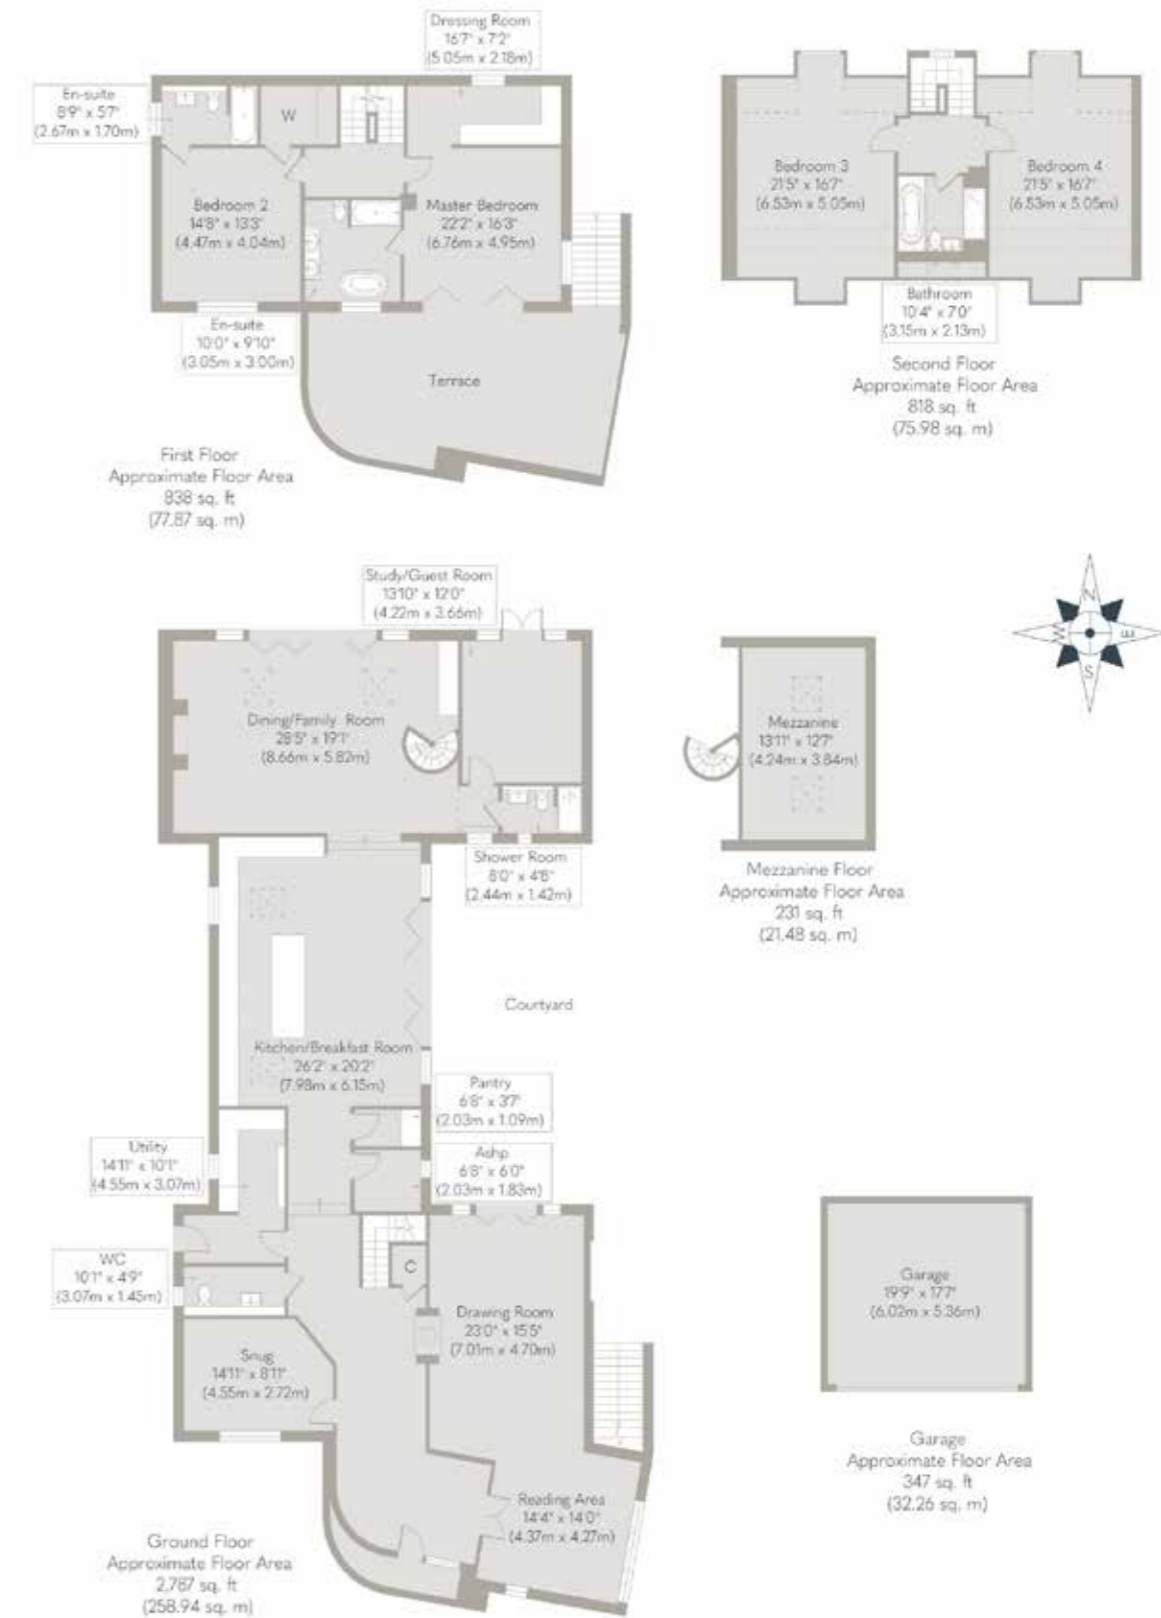 Dressing Room
16'7" x 7'2"
(5.05m x 2.18m)
En-suite
8'9" x 5'7"
(2.67m x 1.70m)
W
Bedroom 2
14'8" x 13'3"
(4.47m x 4.04m)
Master Bedroom
22'2" x 16'3"
(6.76m x 4.95m)
En-suite
10'0" x 9'10"
(3.05m x 3.00m)
Terrace
First Floor
Approximate Floor Area
838 sq. ft
(77.87 sq. m)
Bedroom 3
21'5" x 16'7"
(6.53m x 5.05m)
Bedroom 4
21'5" x 16'7"
(6.53m x 5.05m)
Bathroom
10'4" x 7'0"
(3.15m x 2.13m)
Second Floor
Approximate Floor Area
818 sq. ft
(75.98 sq. m)
Study/Guest Room
13'10" x 12'0"
(4.22m x 3.66m)
N
W
E
S
Dining/Family Room
28'5" x 19'1"
(8.66m x 5.82m)
Mezzanine
13'11" x 12'7"
(4.24m x 3.84m)
Shower Room
8'0" x 4'8"
(2.44m x 1.42m)
Mezzanine Floor
Approximate Floor Area
231 sq. ft
(21.48 sq. m)
Courtyard
Kitchen/Breakfast Room
26'2" x 20'2"
(7.98m x 6.15m)
Pantry
6'8" x 3'7"
(2.03m x 1.09m)
Utility
14'11" x 10'1"
(4.55m x 3.07m)
Ashp
6'8" x 6'0"
(2.03m x 1.83m)
WC
10'1" x 4'9"
(3.07m x 1.45m)
C
Drawing Room
23'0" x 15'5"
(7.01m x 4.70m)
Garage
19'9" x 17'7"
(6.02m x 5.36m)
Snug
14'11" x 8'11"
(4.55m x 2.72m)
Garage
Approximate Floor Area
347 sq. ft
(32.26 sq. m)
Reading Area
14'4" x 14'0"
(4.37m x 4.27m)
Ground Floor
Approximate Floor Area
2,787 sq. ft
(258.94 sq. m)